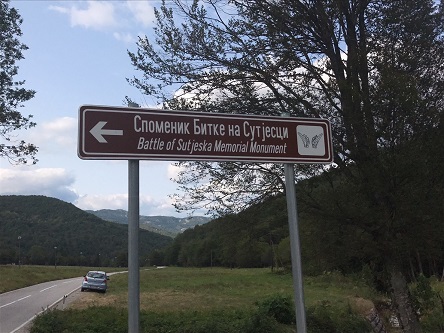 Споменик Битке на Сутјесци
Battle of Sutjeska Memorial Monument